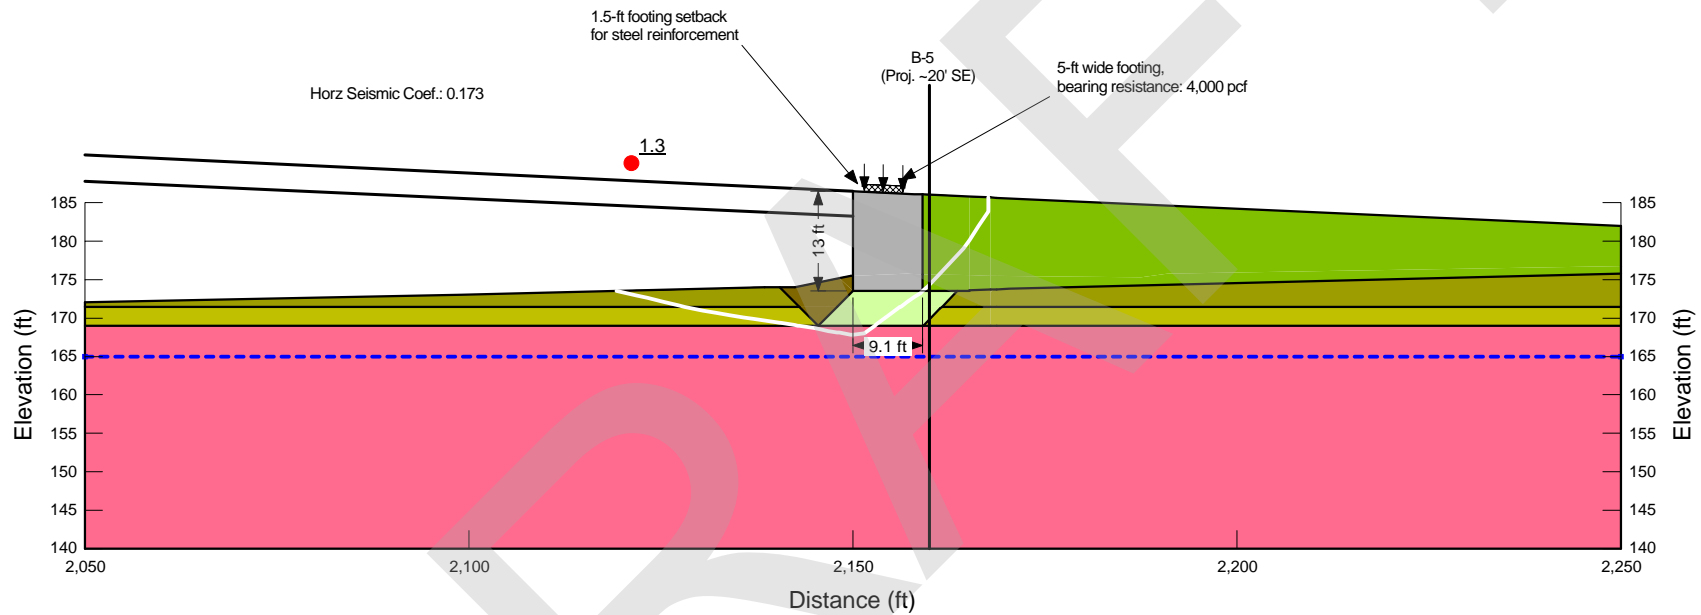 1.5-ft footing setback
for steel reinforcement
B-5
(Proj. ~20' SE)
5-ft wide footing,
bearing resistance: 4,000 pcf
Horz Seismic Coef.: 0.173
1.3
13 ft
9.1 ft
185
180
175
170
165
160
155
150
145
140
Elevation (ft)
185
180
175
170
165
160
155
150
145
140
Elevation (ft)
2,050
2,100
2,150
2,200
2,250
Distance (ft)